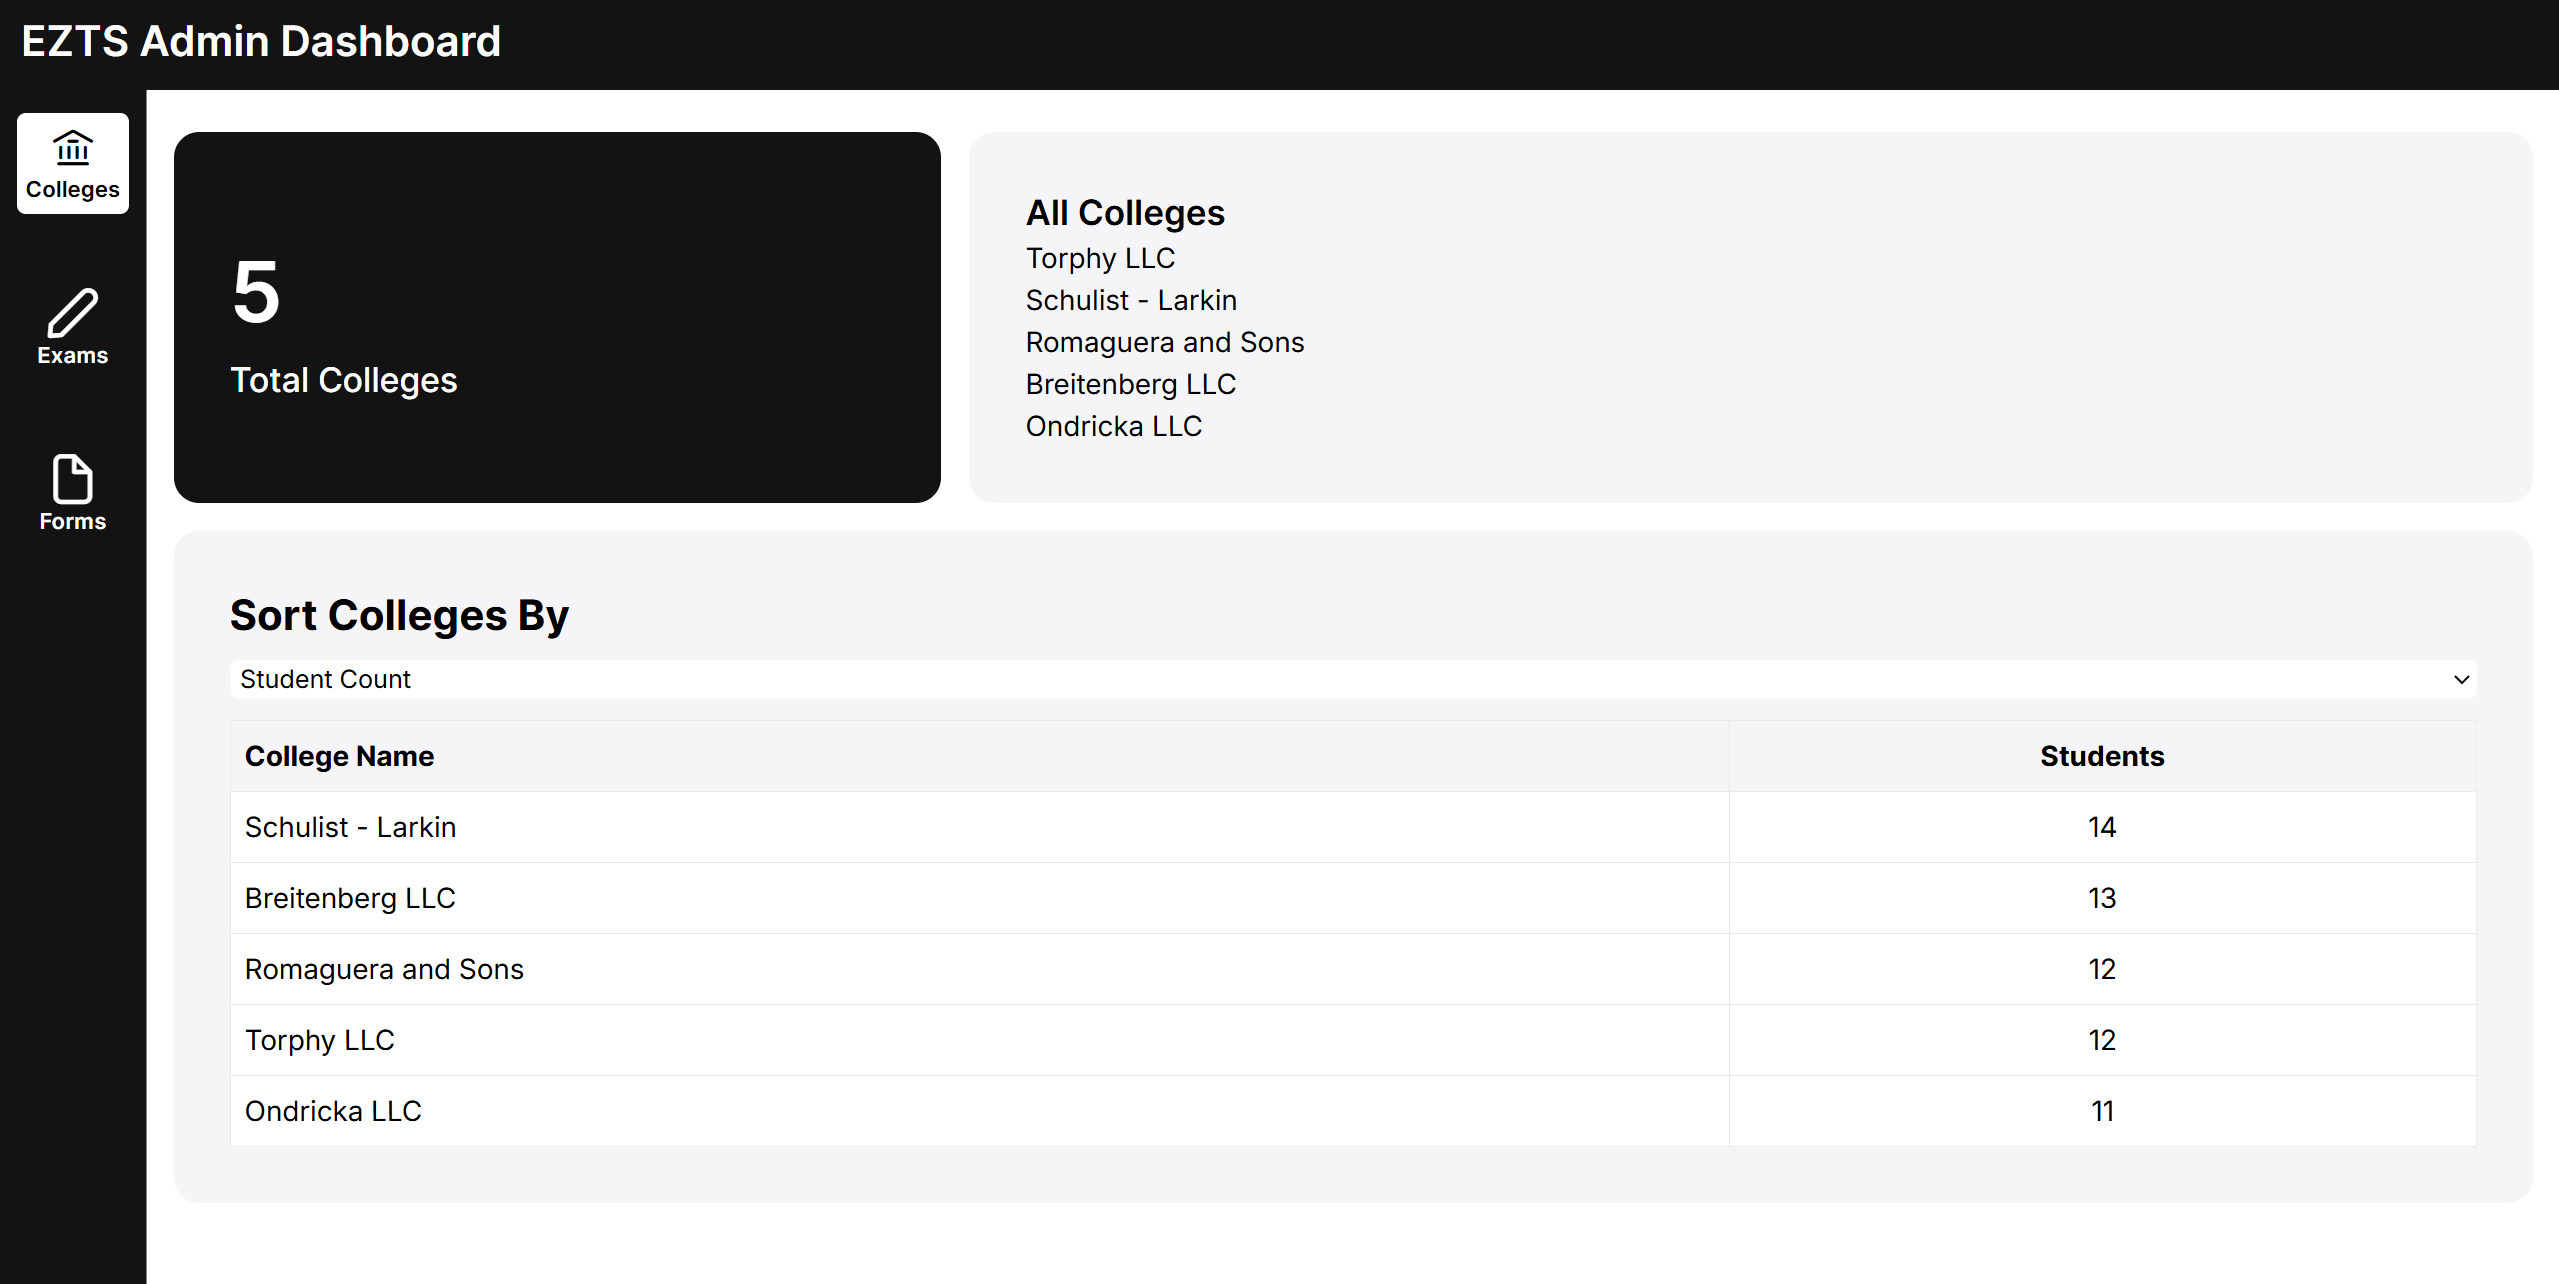 EZTS Admin Dashboard
Colleges
Exams
Forms
5
Total Colleges
All Colleges
Torphy LLC
Schulist - Larkin
Romaguera and Sons
Breitenberg LLC
Ondricka LLC
Sort Colleges By
Student Count
College Name Students
Schulist - Larkin 14
Breitenberg LLC 13
Romaguera and Sons 12
Torphy LLC 12
Ondricka LLC 11